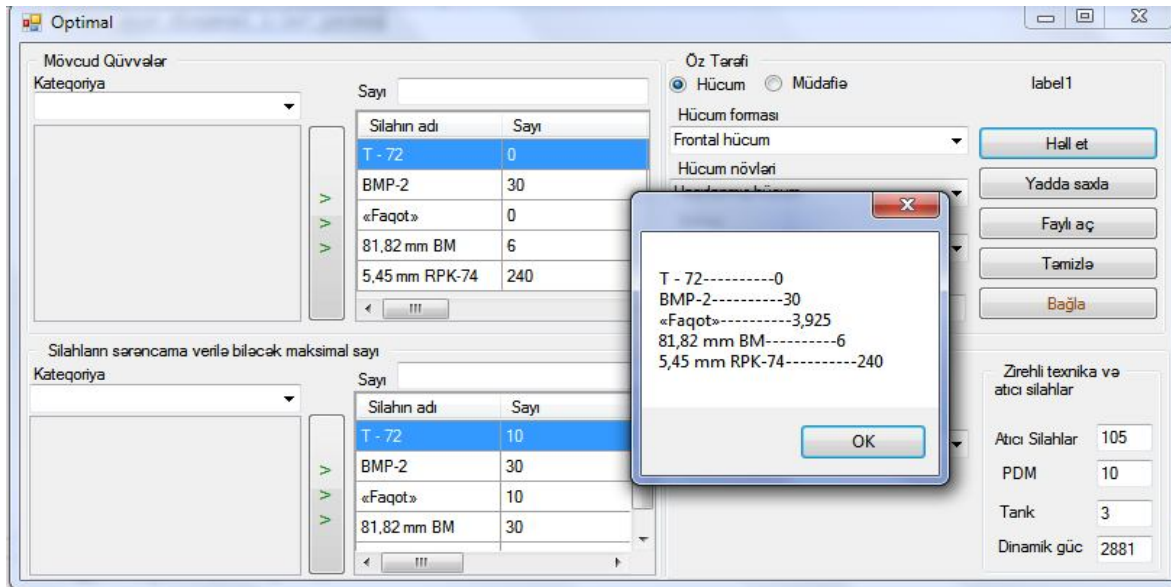 Optimal
Mövcud Qüvvələr
Kateqoriya
Sayı
Silahın adı Sayı
T - 72 0
BMP-2 30
«Faqot» 0
81,82 mm BM 6
5,45 mm RPK-74 240
>
>
>
Silahların sərəncama verilə biləcək maksimal sayı
Kateqoriya
Sayı
Silahın adı Sayı
T - 72 10
BMP-2 30
«Faqot» 10
81,82 mm BM 30
>
>
>
Öz Tərəfi
Hücum Müdafiə
Hücum forması
Frontal hücum
Hücum növləri
label1
Həll et
Yadda saxla
Faylı aç
Təmizlə
Bağla
T - 72----------0
BMP-2----------30
«Faqot»----------3,925
81,82 mm BM----------6
5,45 mm RPK-74----------240
OK
Zirehli texnika və
atıcı silahlar
Atıcı Silahlar 105
PDM 10
Tank 3
Dinamik güc 2881